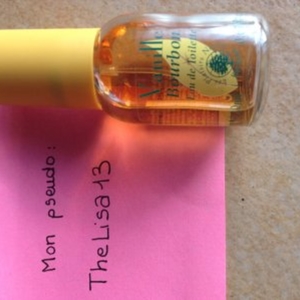 Vanille
Bourbon
Eau de Toilette
Mon pseudo:
TheLisa13